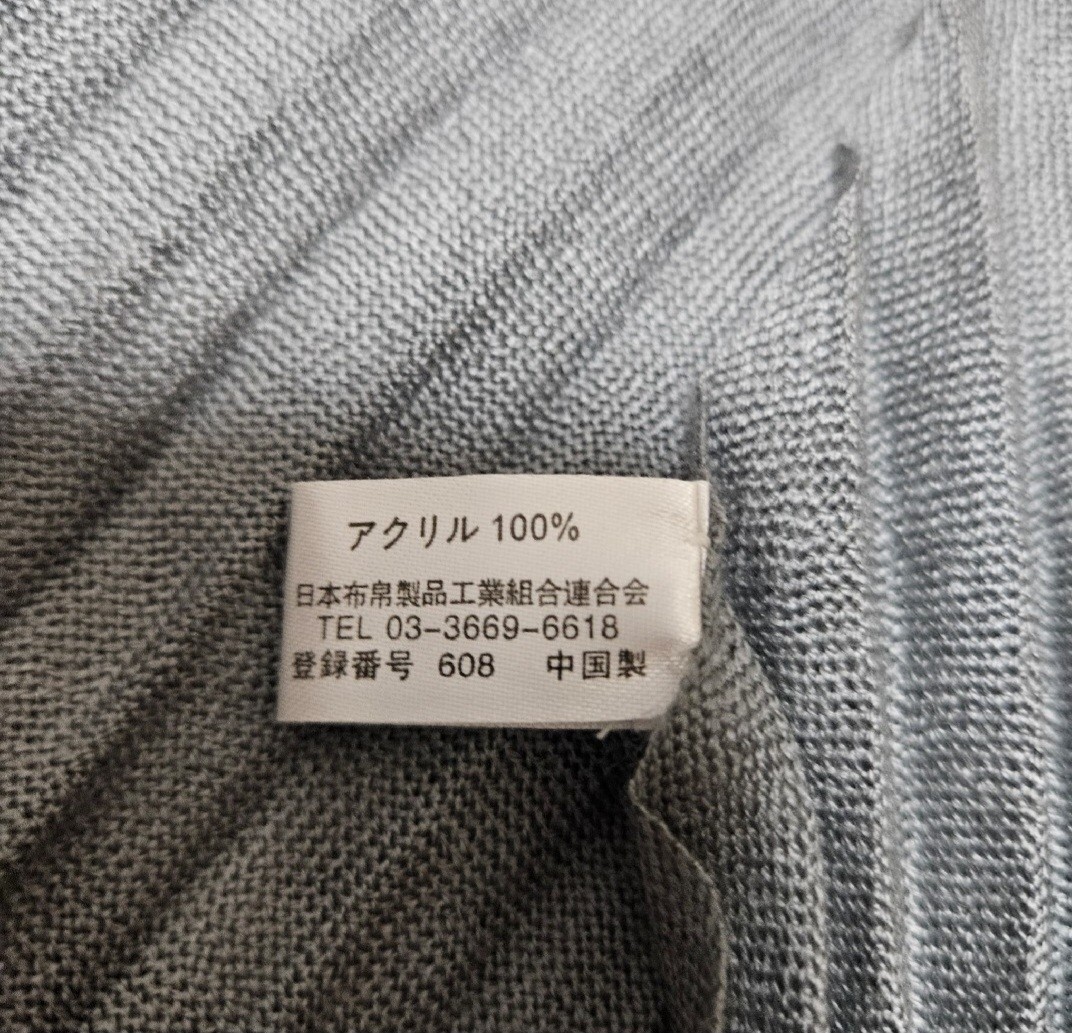 アクリル 100%
日本布帛製品工業組合連合会
TEL 03-3669-6618
登録番号 608 中国製